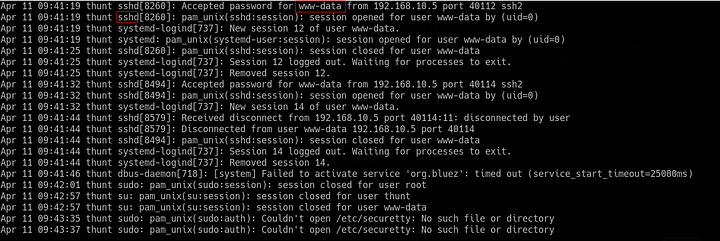 Apr 11 09:41:19 thunt sshd[8260]: Accepted password for www-data from 192.168.10.5 port 40112 ssh2
Apr 11 09:41:19 thunt sshd[8260]: pam_unix(sshd:session): session opened for user www-data by (uid=0)
Apr 11 09:41:19 thunt systemd-logind[737]: New session 12 of user www-data.
Apr 11 09:41:19 thunt systemd: pam_unix(systemd-user:session): session opened for user www-data by (uid=0)
Apr 11 09:41:25 thunt sshd[8260]: pam_unix(sshd:session): session closed for user www-data
Apr 11 09:41:25 thunt systemd-logind[737]: Session 12 logged out. Waiting for processes to exit.
Apr 11 09:41:25 thunt systemd-logind[737]: Removed session 12.
Apr 11 09:41:32 thunt sshd[8494]: Accepted password for www-data from 192.168.10.5 port 40114 ssh2
Apr 11 09:41:32 thunt sshd[8494]: pam_unix(sshd:session): session opened for user www-data by (uid=0)
Apr 11 09:41:32 thunt systemd-logind[737]: New session 14 of user www-data.
Apr 11 09:41:44 thunt sshd[8579]: Received disconnect from 192.168.10.5 port 40114:11: disconnected by user
Apr 11 09:41:44 thunt sshd[8579]: Disconnected from user www-data 192.168.10.5 port 40114
Apr 11 09:41:44 thunt sshd[8494]: pam_unix(sshd:session): session closed for user www-data
Apr 11 09:41:44 thunt systemd-logind[737]: Session 14 logged out. Waiting for processes to exit.
Apr 11 09:41:44 thunt systemd-logind[737]: Removed session 14.
Apr 11 09:41:46 thunt dbus-daemon[718]: [system] Failed to activate service 'org.bluez': timed out (service_start_timeout=25000ms)
Apr 11 09:42:01 thunt sudo: pam_unix(sudo:session): session closed for user root
Apr 11 09:42:57 thunt su: pam_unix(su:session): session closed for user thunt
Apr 11 09:42:57 thunt su: pam_unix(su:session): session closed for user www-data
Apr 11 09:43:35 thunt sudo: pam_unix(sudo:auth): Couldn't open /etc/securetty: No such file or directory
Apr 11 09:43:37 thunt sudo: pam_unix(sudo:auth): Couldn't open /etc/securetty: No such file or directory